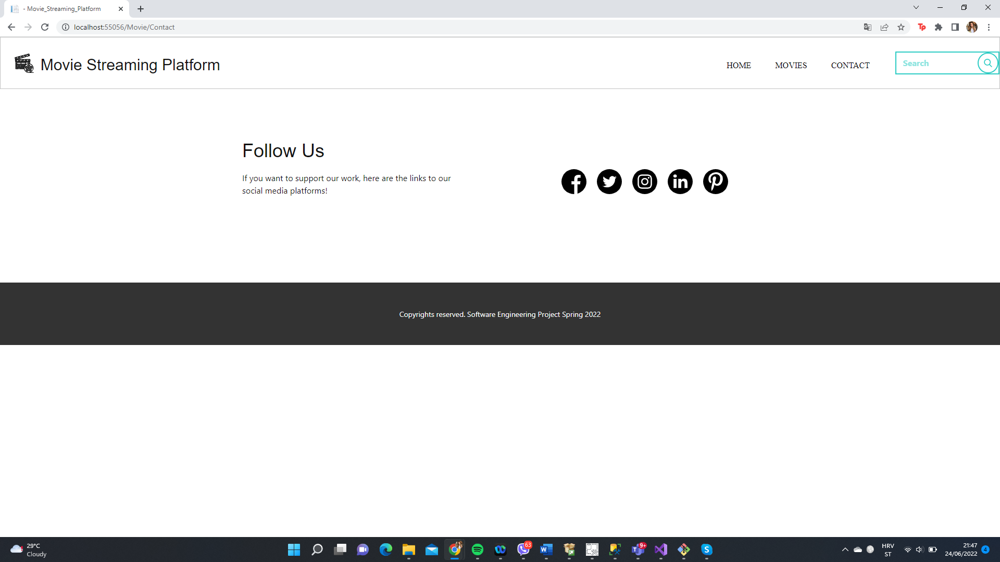 - Movie_Streaming_Platform
localhost:55056/Movie/Contact
Tp
Movie Streaming Platform
HOME
MOVIES
CONTACT
Search
Follow Us
If you want to support our work, here are the links to our
social media platforms!
Copyrights reserved. Software Engineering Project Spring 2022
29°C
Cloudy
63
9+
HRV
ST
21:47
24/06/2022
4